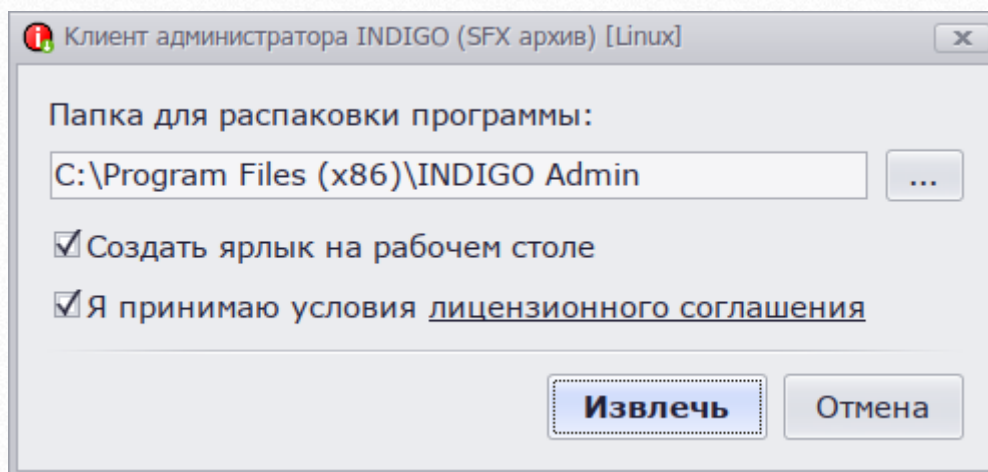 Клиент администратора INDIGO (SFX архив) [Linux]
Папка для распаковки программы:
C:\Program Files (x86)\INDIGO Admin
...
Создать ярлык на рабочем столе
Я принимаю условия лицензионного соглашения
Извлечь Отмена